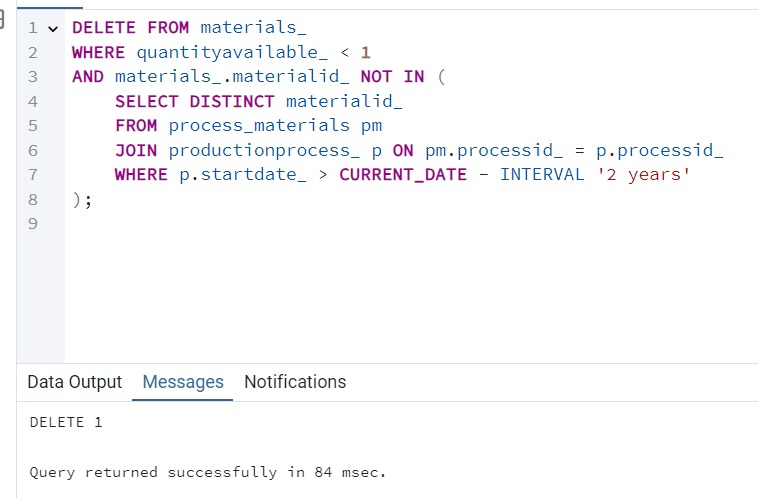 1 DELETE FROM materials_
2 WHERE quantityavailable_ < 1
3 AND materials_.materialid_ NOT IN (
4 SELECT DISTINCT materialid_
5 FROM process_materials pm
6 JOIN productionprocess_ p ON pm.processid_ = p.processid_
7 WHERE p.startdate_ > CURRENT_DATE - INTERVAL '2 years'
8 );
9
Data Output Messages Notifications
DELETE 1
Query returned successfully in 84 msec.